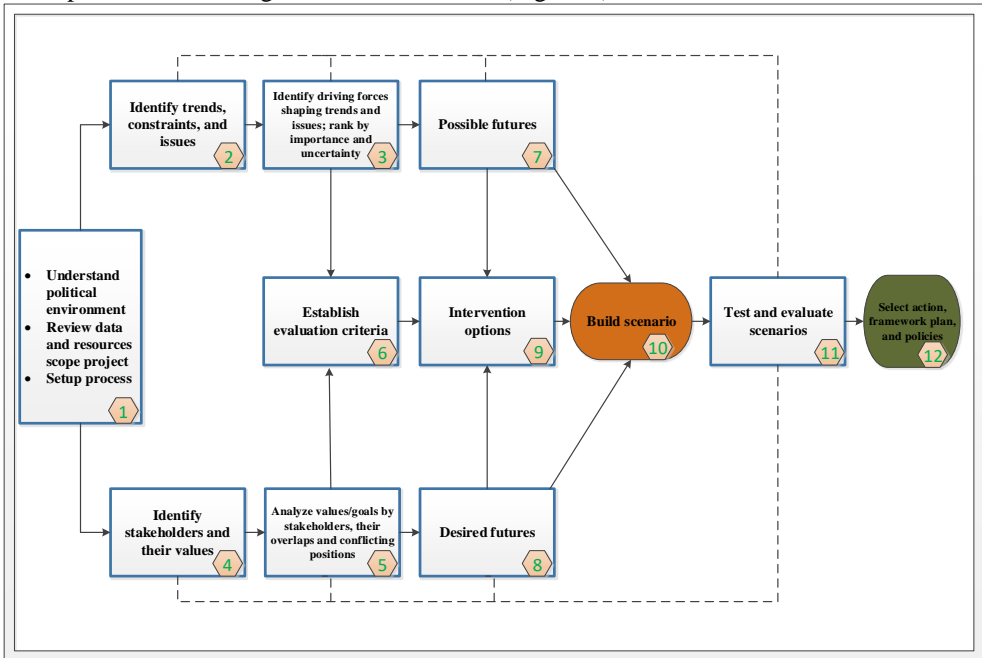 Identify trends,
constraints, and
issues
2
Identify driving forces
shaping trends and
issues; rank by
importance and
uncertainty
3
Possible futures
7
• Understand
political
environment
• Review data
and resources
scope project
• Setup process
1
Establish
evaluation criteria
6
Intervention
options
9
Build scenario
10
Test and evaluate
scenarios
11
Select action,
framework plan,
and policies
12
Identify
stakeholders and
their values
4
Analyze values/goals by
stakeholders, their
overlaps and conflicting
positions
5
Desired futures
8